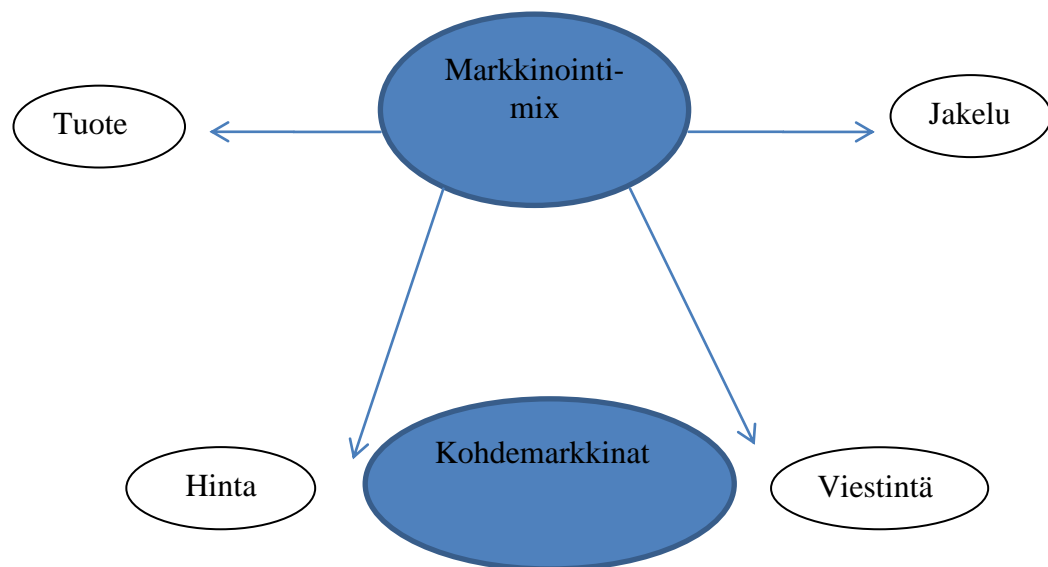 Markkinointi-
mix
Tuote
Jakelu
Kohdemarkkinat
Hinta
Viestintä